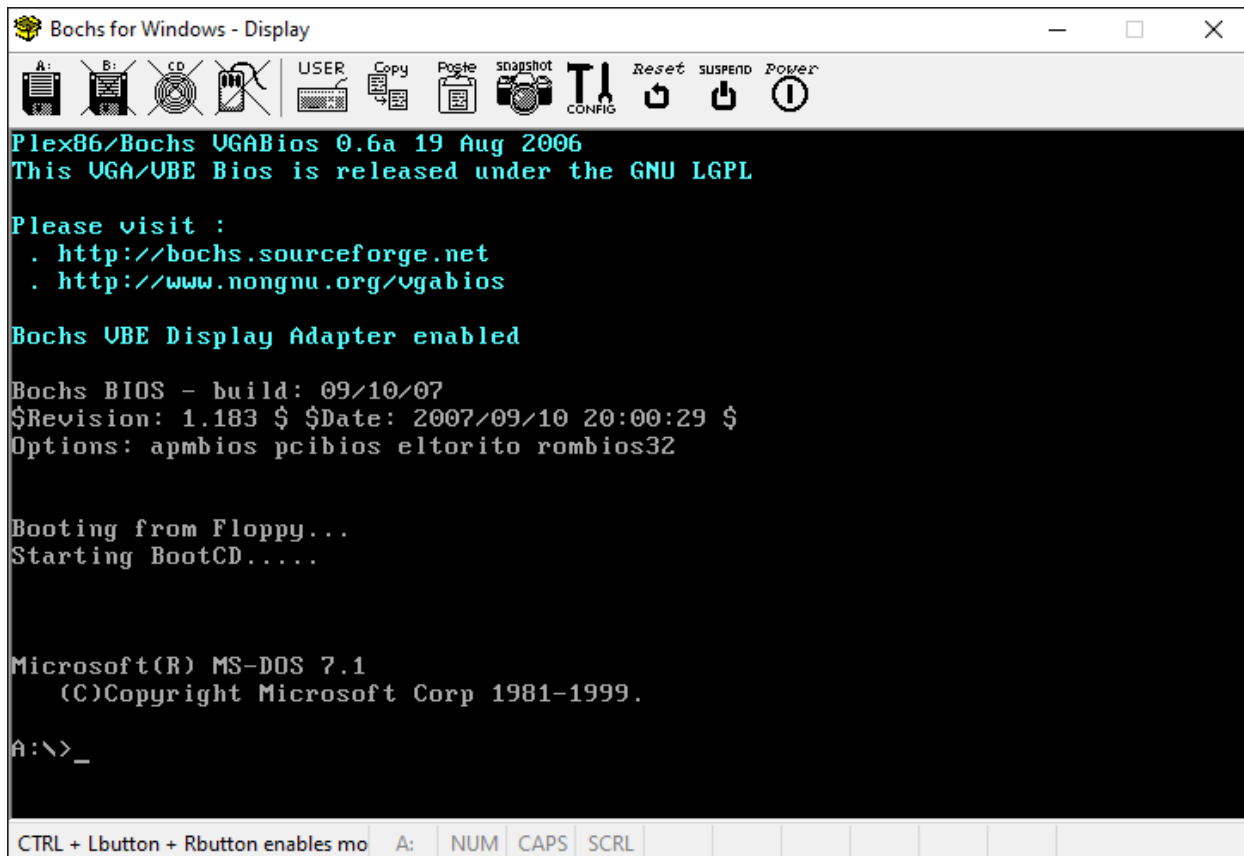 Bochs for Windows - Display
A: B: CD USER Copy Poste snapshot CONFIG Reset SUSPEND Power
Plex86/Bochs VGABios 0.6a 19 Aug 2006
This VGA/VBE Bios is released under the GNU LGPL
Please visit :
. http://bochs.sourceforge.net
. http://www.nongnu.org/vgabios
Bochs VBE Display Adapter enabled
Bochs BIOS - build: 09/10/07
$Revision: 1.183 $ $Date: 2007/09/10 20:00:29 $
Options: apmbios pcibios eltorito rombios32
Booting from Floppy...
Starting BootCD.....
Microsoft(R) MS-DOS 7.1
(C)Copyright Microsoft Corp 1981-1999.
A:\>_
CTRL + Lbutton + Rbutton enables mo A: NUM CAPS SCRL